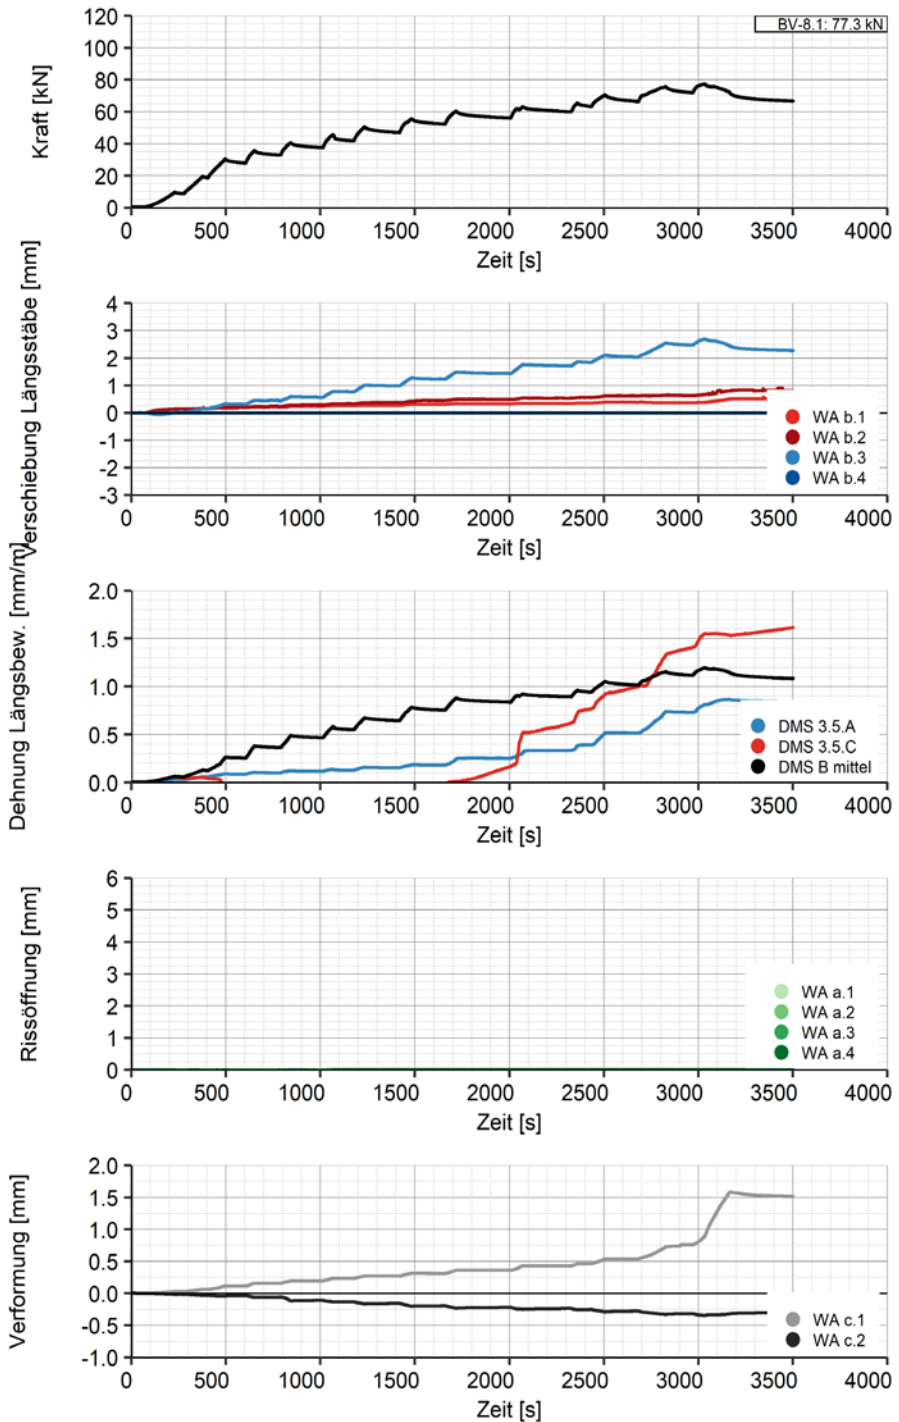 BV-8.1: 77.3 kN
Kraft [kN]
120
100
80
60
40
20
0
0 500 1000 1500 2000 2500 3000 3500 4000
Zeit [s]
Verschiebung Längsstäbe [mm]
4
3
2
1
0
-1
-2
-3
WA b.1
WA b.2
WA b.3
WA b.4
0 500 1000 1500 2000 2500 3000 3500 4000
Zeit [s]
Dehnung Längsbew. [mm/m]
2.0
1.5
1.0
0.5
0.0
DMS 3.5.A
DMS 3.5.C
DMS B mittel
0 500 1000 1500 2000 2500 3000 3500 4000
Zeit [s]
Rissöffnung [mm]
6
5
4
3
2
1
0
WA a.1
WA a.2
WA a.3
WA a.4
0 500 1000 1500 2000 2500 3000 3500 4000
Zeit [s]
Verformung [mm]
2.0
1.5
1.0
0.5
0.0
-0.5
-1.0
WA c.1
WA c.2
0 500 1000 1500 2000 2500 3000 3500 4000
Zeit [s]